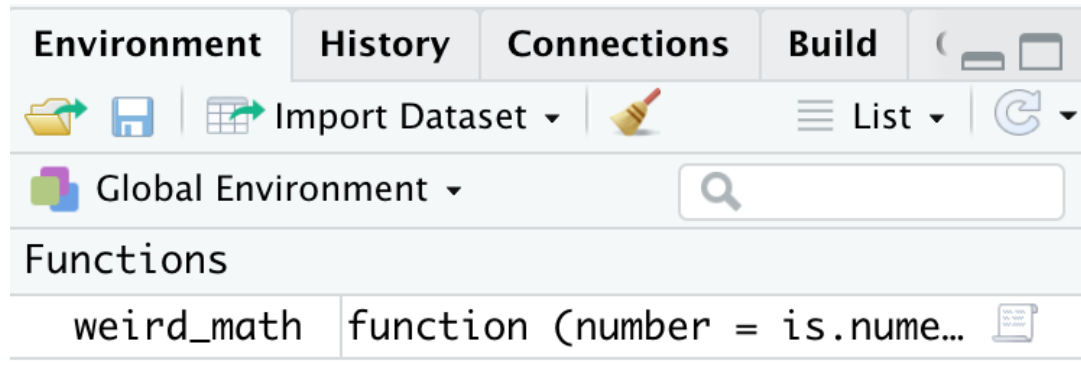 Environment History Connections Build
Import Dataset List
Global Environment
Functions
weird_math function (number = is.nume…